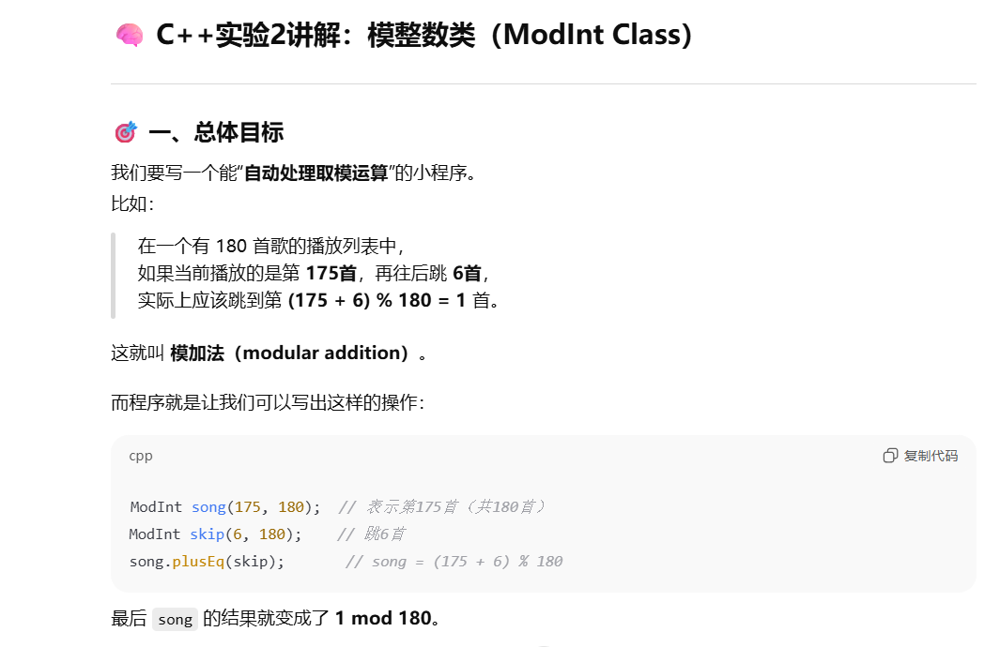 🧠 C++实验2讲解：模整数类（ModInt Class）
🎯 一、总体目标
我们要写一个能“自动处理取模运算”的小程序。
比如：
在一个有 180 首歌的播放列表中，
如果当前播放的是第 175首，再往后跳 6首，
实际上应该跳到第 (175 + 6) % 180 = 1 首。
这就叫 模加法（modular addition）。
而程序就是让我们可以写出这样的操作：
cpp
复制代码
ModInt song(175, 180);  // 表示第175首（共180首）
ModInt skip(6, 180);    // 跳6首
song.plusEq(skip);       // song = (175 + 6) % 180
最后 song 的结果就变成了 1 mod 180。